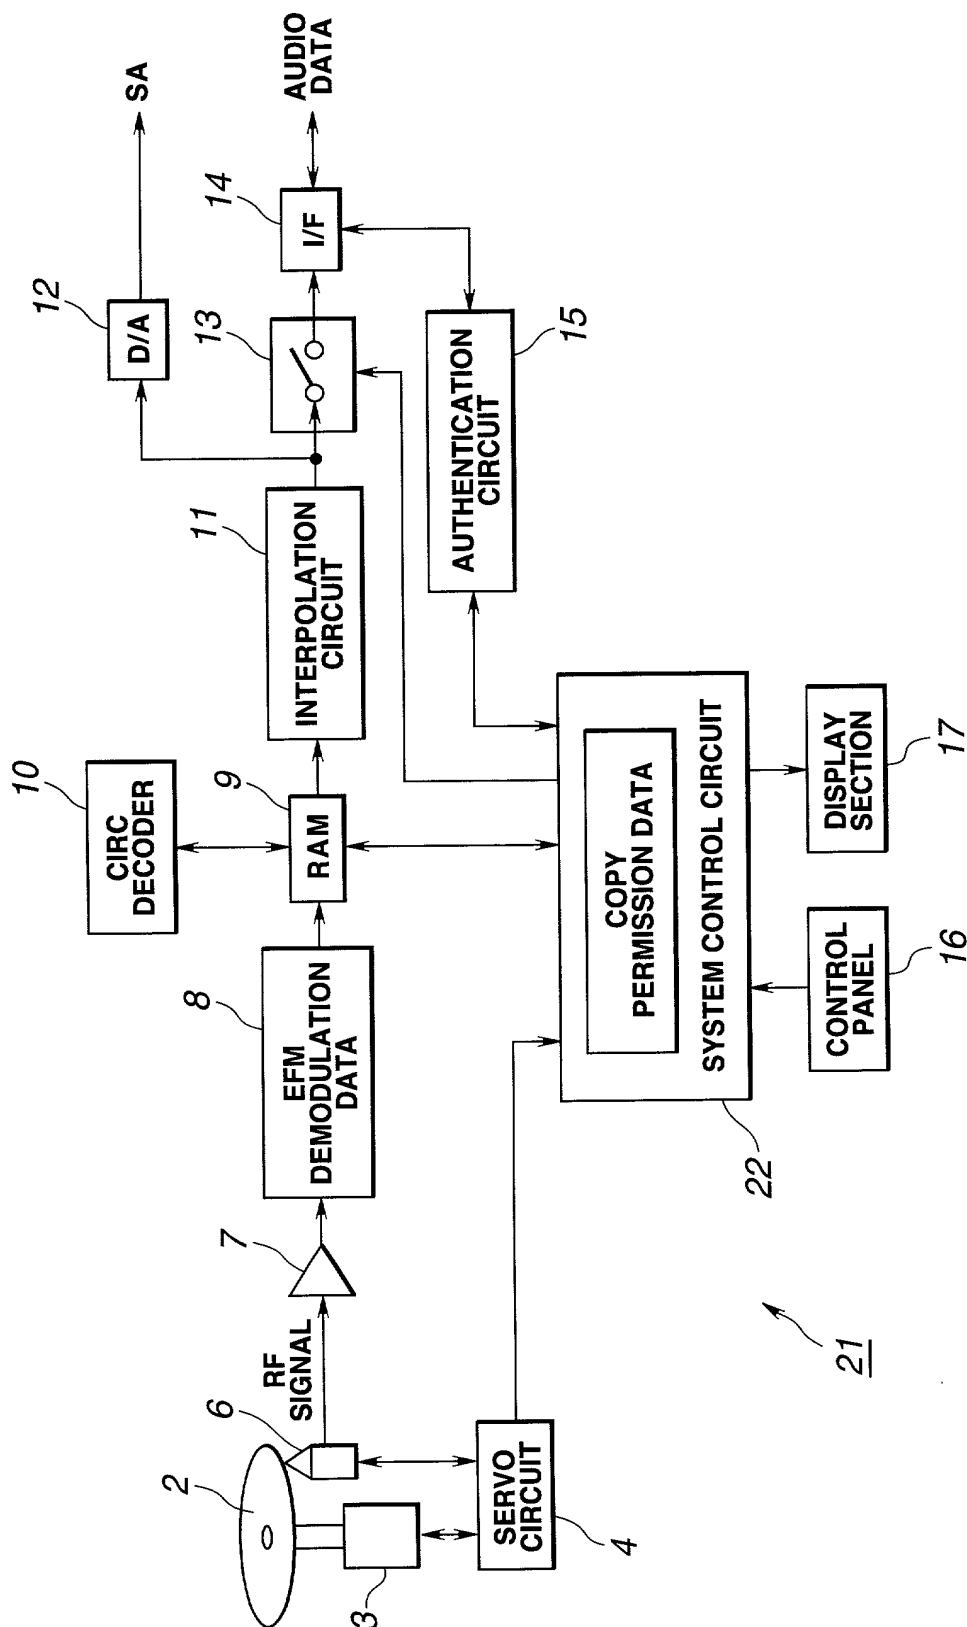 2
3
SERVO
CIRCUIT
4
6
RF
SIGNAL
7
EFM
DEMODULATION
DATA
8
CIRC
DECODER
10
RAM
9
INTERPOLATION
CIRCUIT
11
D/A
12
SA
13
I/F
14
AUDIO
DATA
AUTHENTICATION
CIRCUIT
15
COPY
PERMISSION DATA
SYSTEM CONTROL CIRCUIT
22
CONTROL
PANEL
16
DISPLAY
SECTION
17
21